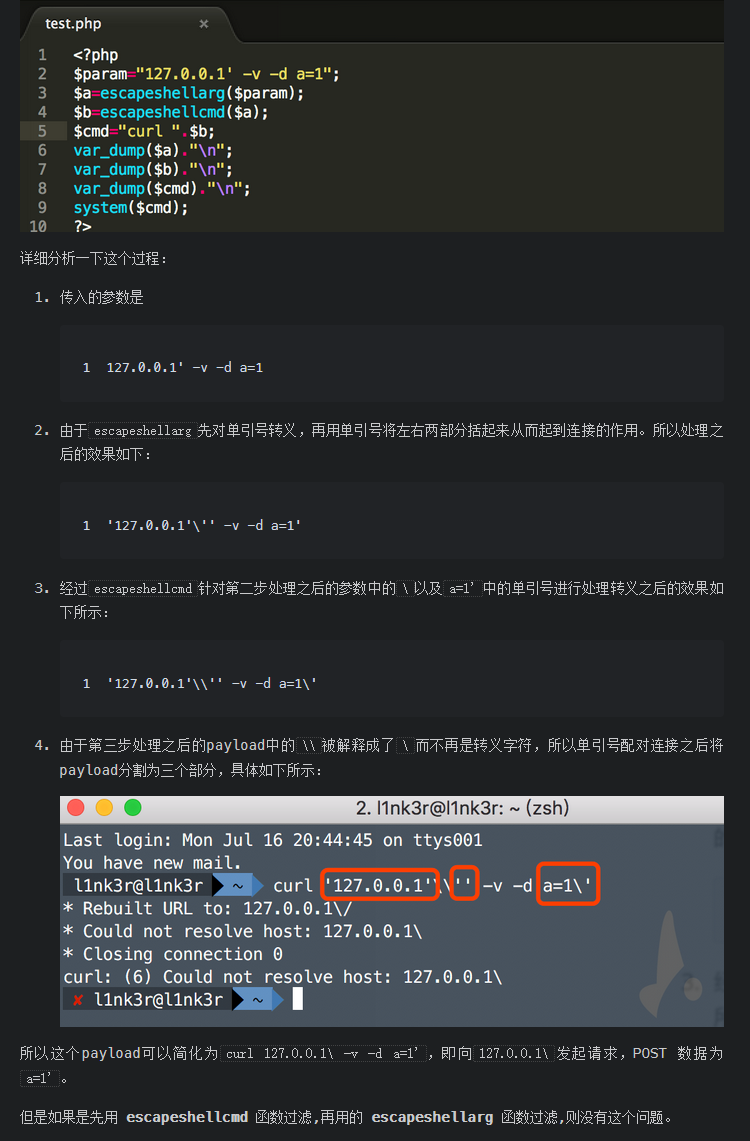 test.php ×
1 <?php
2 $param="127.0.0.1' -v -d a=1";
3 $a=escapeshellarg($param);
4 $b=escapeshellcmd($a);
5 $cmd="curl ".$b;
6 var_dump($a)."\n";
7 var_dump($b)."\n";
8 var_dump($cmd)."\n";
9 system($cmd);
10 ?>
详细分析一下这个过程：
1. 传入的参数是
1 127.0.0.1' -v -d a=1
2. 由于 escapeshellarg 先对单引号转义，再用单引号将左右两部分括起来从而起到连接的作用。所以处理之
后的效果如下：
1 '127.0.0.1'\'' -v -d a=1'
3. 经过 escapeshellcmd 针对第二步处理之后的参数中的 \ 以及 a=1' 中的单引号进行处理转义之后的效果如
下所示：
1 '127.0.0.1'\\'' -v -d a=1\'
4. 由于第三步处理之后的payload中的 \\ 被解释成了 \ 而不再是转义字符，所以单引号配对连接之后将
payload分割为三个部分，具体如下所示：
2. l1nk3r@l1nk3r: ~ (zsh)
Last login: Mon Jul 16 20:44:45 on ttys001
You have new mail.
l1nk3r@l1nk3r ~ curl '127.0.0.1'\\'' -v -d a=1\'
* Rebuilt URL to: 127.0.0.1\/
* Could not resolve host: 127.0.0.1\
* Closing connection 0
curl: (6) Could not resolve host: 127.0.0.1\
✘ l1nk3r@l1nk3r ~
所以这个payload可以简化为 curl 127.0.0.1\ -v -d a=1' ，即向 127.0.0.1\ 发起请求，POST 数据为
a=1' 。
但是如果是先用 escapeshellcmd 函数过滤,再用的 escapeshellarg 函数过滤,则没有这个问题。